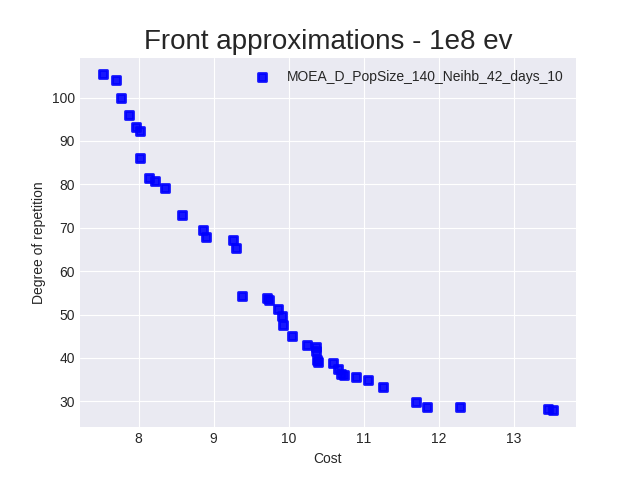 Front approximations - 1e8 ev
MOEA_D_PopSize_140_Neihb_42_days_10
100
90
80
70
60
50
40
30
Degree of repetition
8 9 10 11 12 13
Cost